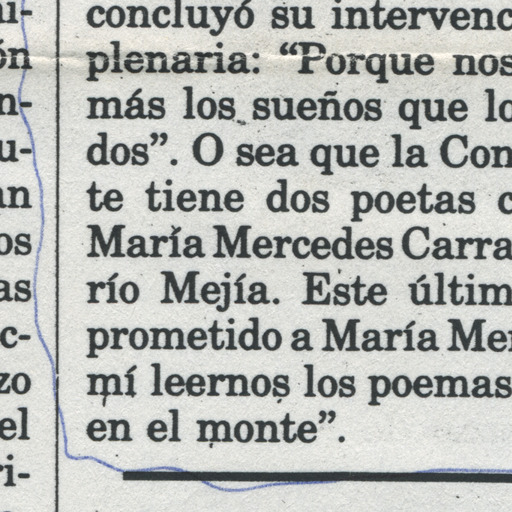 concluyó su intervenc
plenaria: “Porque nos
más los sueños que lo
dos”. O sea que la Con
te tiene dos poetas c
María Mercedes Carra
río Mejía. Este últim
prometido a María Mer
mí leernos los poemas
en el monte”.
ón
n-
u-
an
os
as
c-
zo
el
ri-